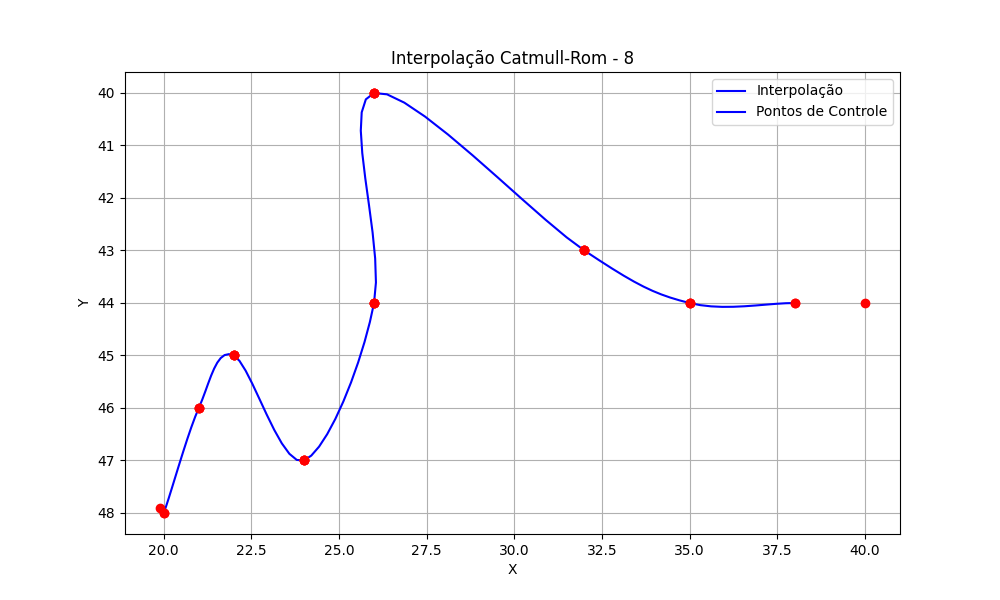 Interpolação Catmull-Rom - 8
Interpolação
Pontos de Controle
40
41
42
43
44
45
46
47
48
Y
20.0 22.5 25.0 27.5 30.0 32.5 35.0 37.5 40.0
X